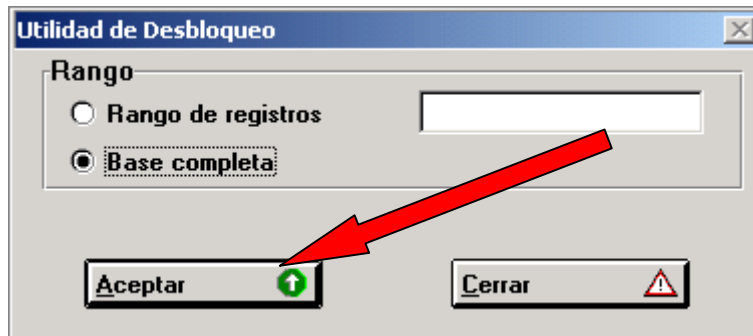 Utilidad de Desbloqueo
Rango
Rango de registros
Base completa
Aceptar
Cerrar